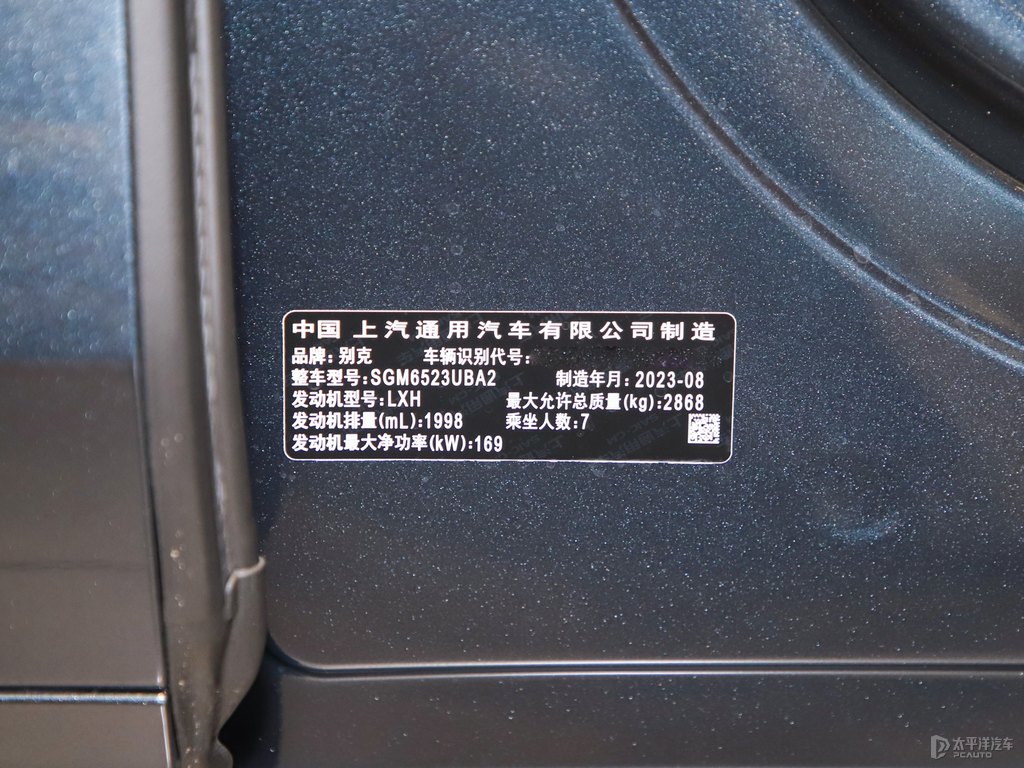 中国 上汽通用汽车有限公司制造
品牌:别克 车辆识别代号:
整车型号:SGM6523UBA2 制造年月:2023-08
发动机型号:LXH 最大允许总质量(kg):2868
发动机排量(mL):1998 乘坐人数:7
发动机最大净功率(kW):169
太平洋汽车
PCAUTO